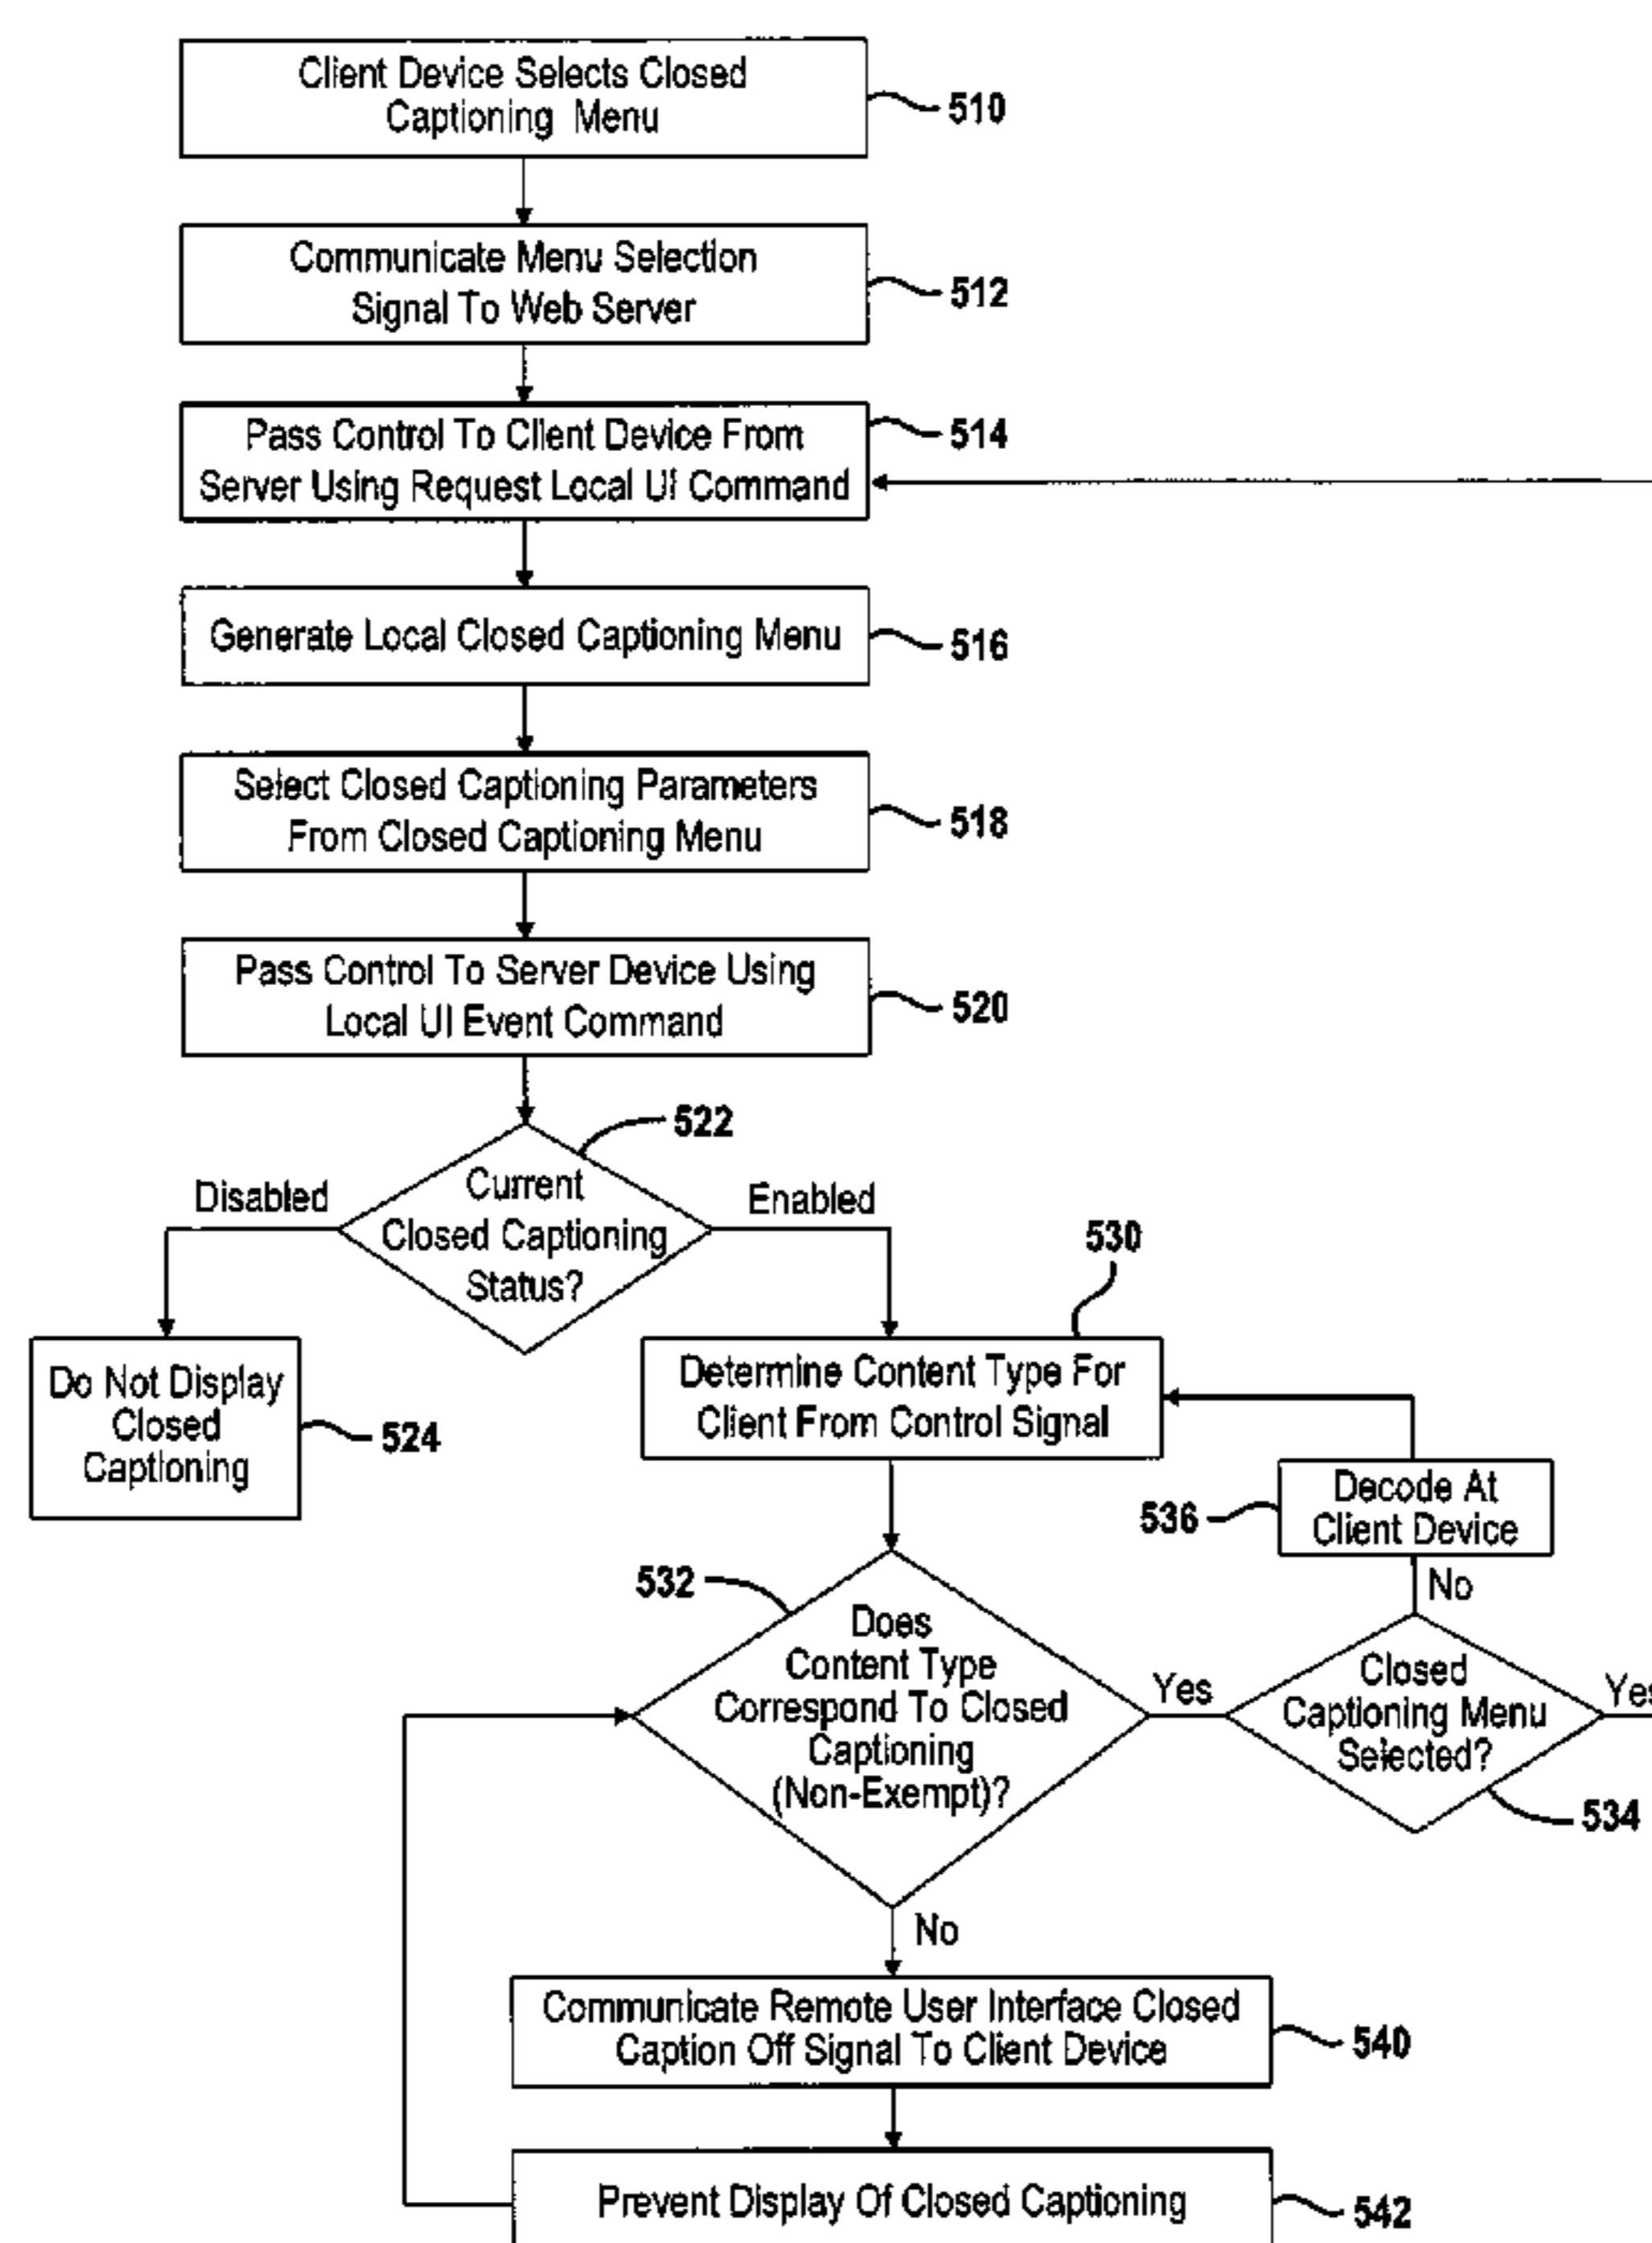 Client Device Selects Closed
Captioning Menu
510
Communicate Menu Selection
Signal To Web Server
512
Pass Control To Client Device From
Server Using Request Local UI Command
514
Generate Local Closed Captioning Menu
516
Select Closed Captioning Parameters
From Closed Captioning Menu
518
Pass Control To Server Device Using
Local UI Event Command
520
522
Current
Closed Captioning
Status?
Disabled
Enabled
530
Do Not Display
Closed
Captioning
524
Determine Content Type For
Client From Control Signal
Decode At
Client Device
536
No
532
Does
Content Type
Correspond To Closed
Captioning
(Non-Exempt)?
Yes
Closed
Captioning Menu
Selected?
Yes
534
No
Communicate Remote User Interface Closed
Caption Off Signal To Client Device
540
Prevent Display Of Closed Captioning
542